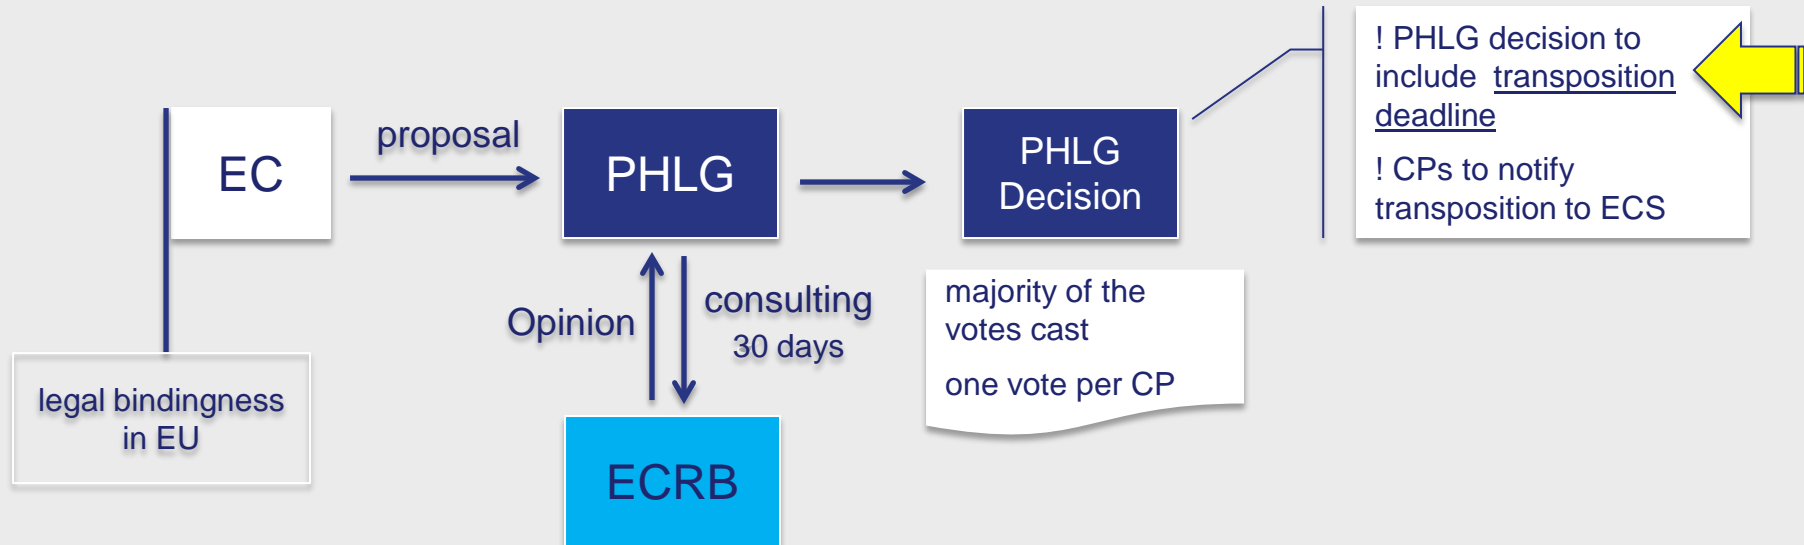 EC
proposal
PHLG
PHLG
Decision
! PHLG decision to
include transposition
deadline
! CPs to notify
transposition to ECS
legal bindingness
in EU
Opinion
consulting
30 days
majority of the
votes cast
one vote per CP
ECRB